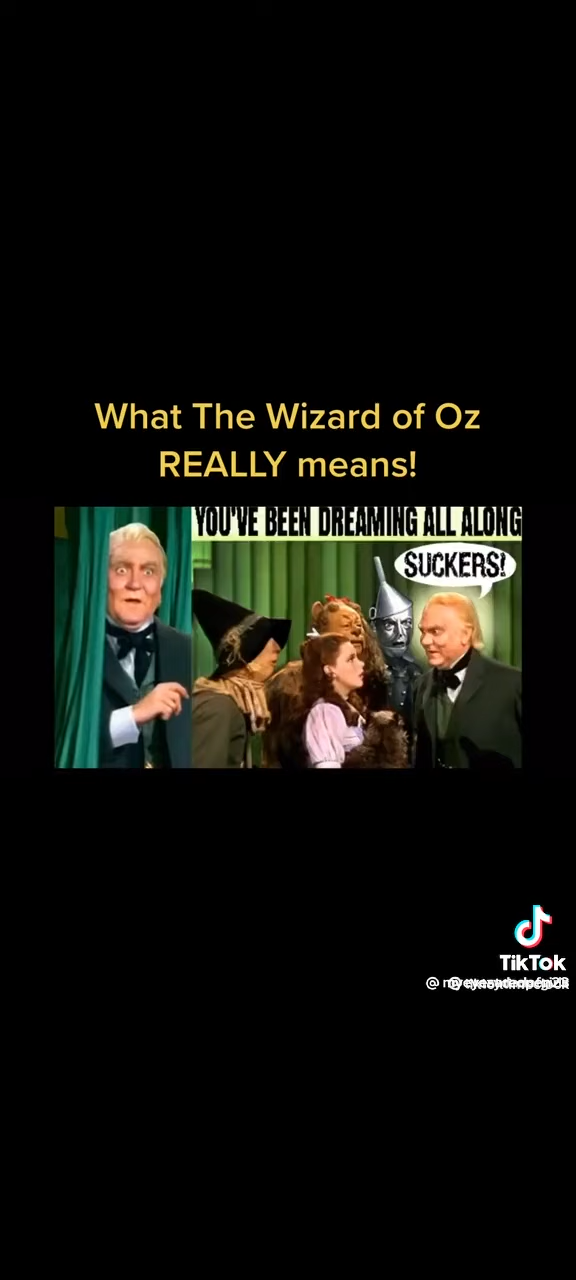 What The Wizard of Oz
REALLY means!
YOU'VE BEEN DREAMING ALL ALONG
SUCKERS!
TikTok
@